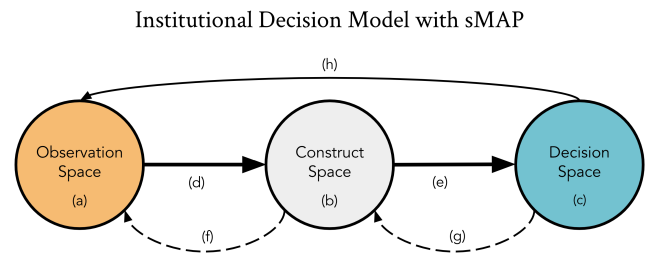 Institutional Decision Model with sMAP
(h)
Observation
Space
(a)
(d)
Construct
Space
(b)
(e)
Decision
Space
(c)
(f)
(g)